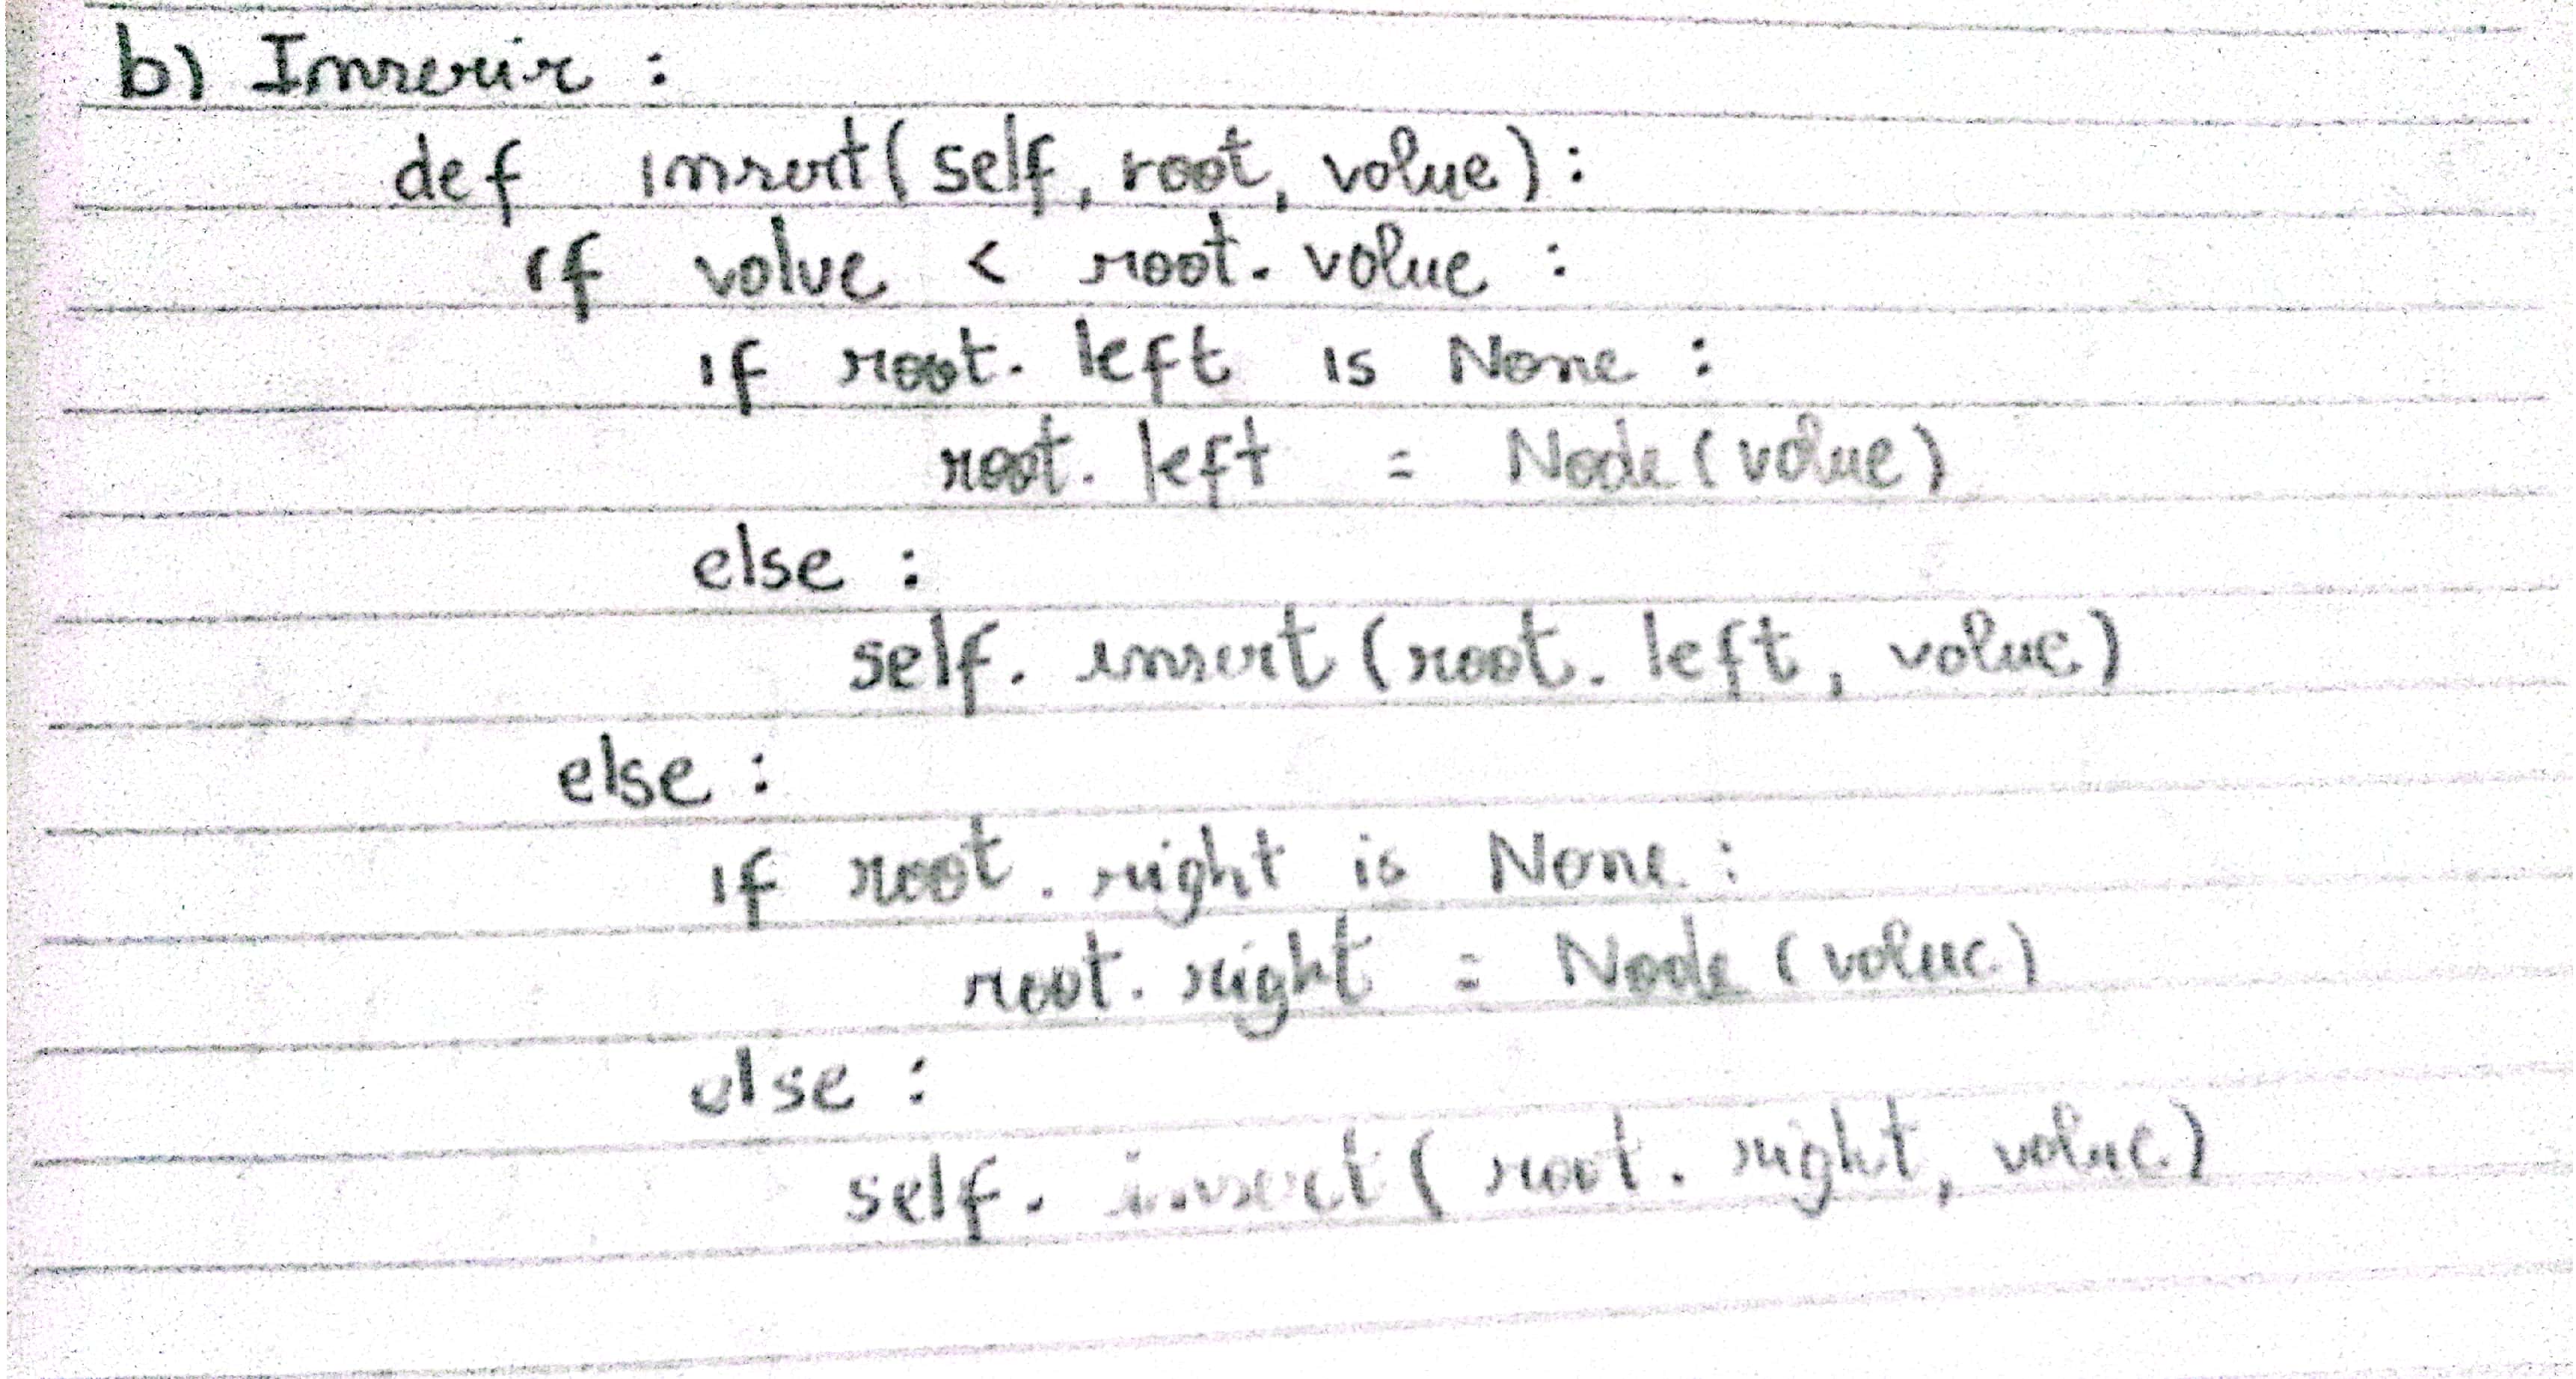 b) Inserir :
def insert(self, root, value):
if value < root. value :
if root. left is None :
root. left = Node (value)
else :
self. insert (root. left, value)
else :
if root. right is None :
root. right = Node (value)
else :
self. insert ( root. right, value)